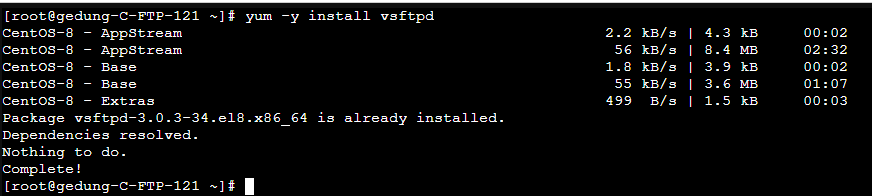 [root@gedung-C-FTP-121 ~]# yum -y install vsftpd
CentOS-8 - AppStream 2.2 kB/s | 4.3 kB 00:02
CentOS-8 - AppStream 56 kB/s | 8.4 MB 02:32
CentOS-8 - Base 1.8 kB/s | 3.9 kB 00:02
CentOS-8 - Base 55 kB/s | 3.6 MB 01:07
CentOS-8 - Extras 499 B/s | 1.5 kB 00:03
Package vsftpd-3.0.3-34.el8.x86_64 is already installed.
Dependencies resolved.
Nothing to do.
Complete!
[root@gedung-C-FTP-121 ~]#